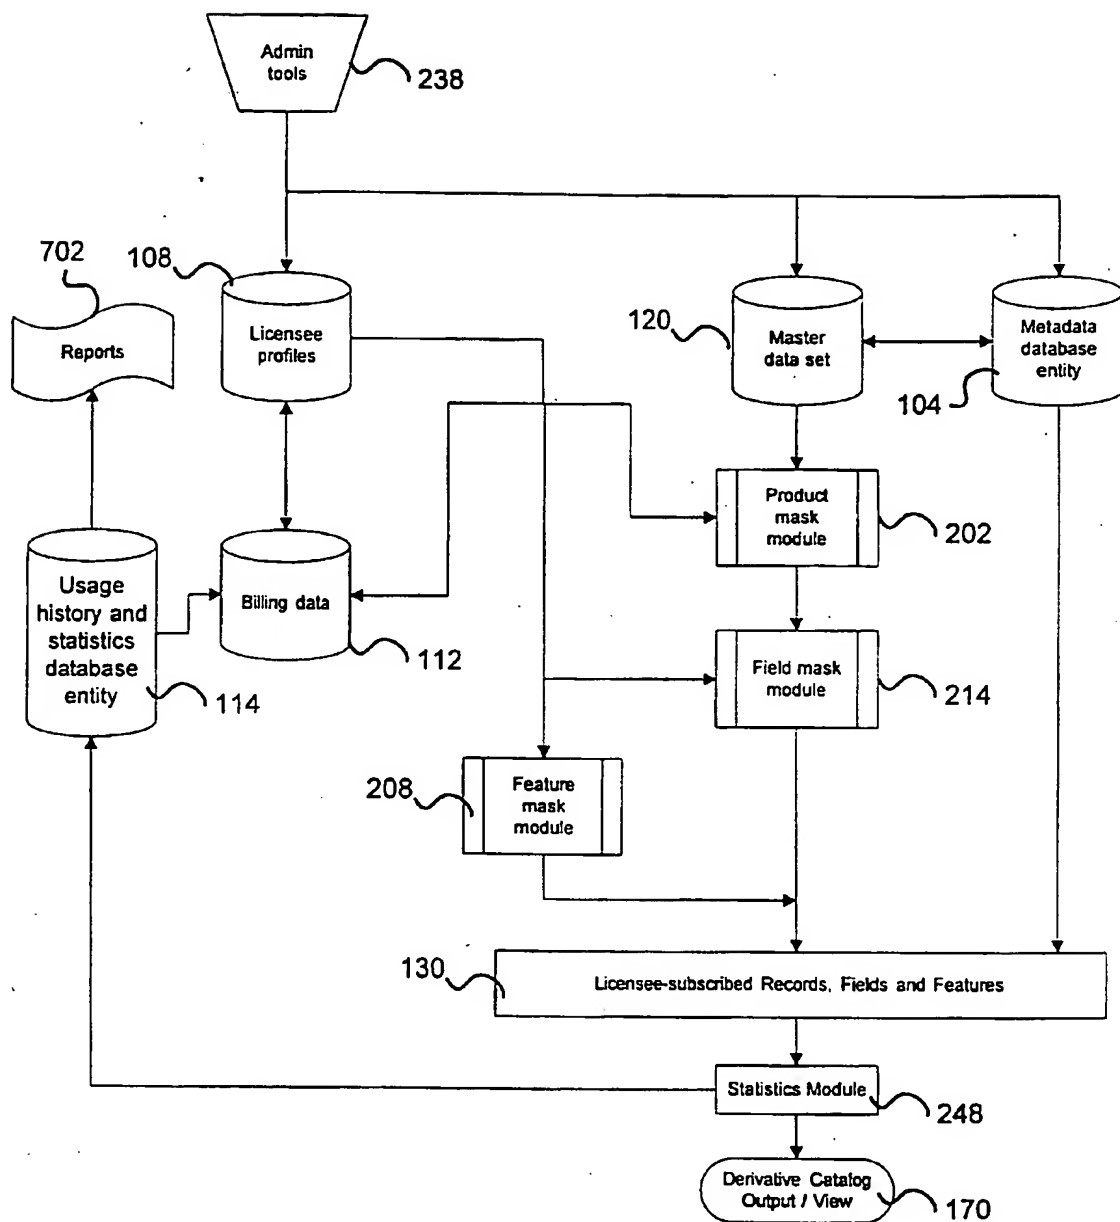 Admin
tools
238
702
108
Reports
Licensee
profiles
120
Master
data set
Metadata
database
entity
104
Product
mask
module
202
Usage
history and
statistics
database
entity
114
Billing data
112
Field mask
module
214
208
Feature
mask
module
130
Licensee-subscribed Records, Fields and Features
Statistics Module
248
Derivative Catalog
Output / View
170